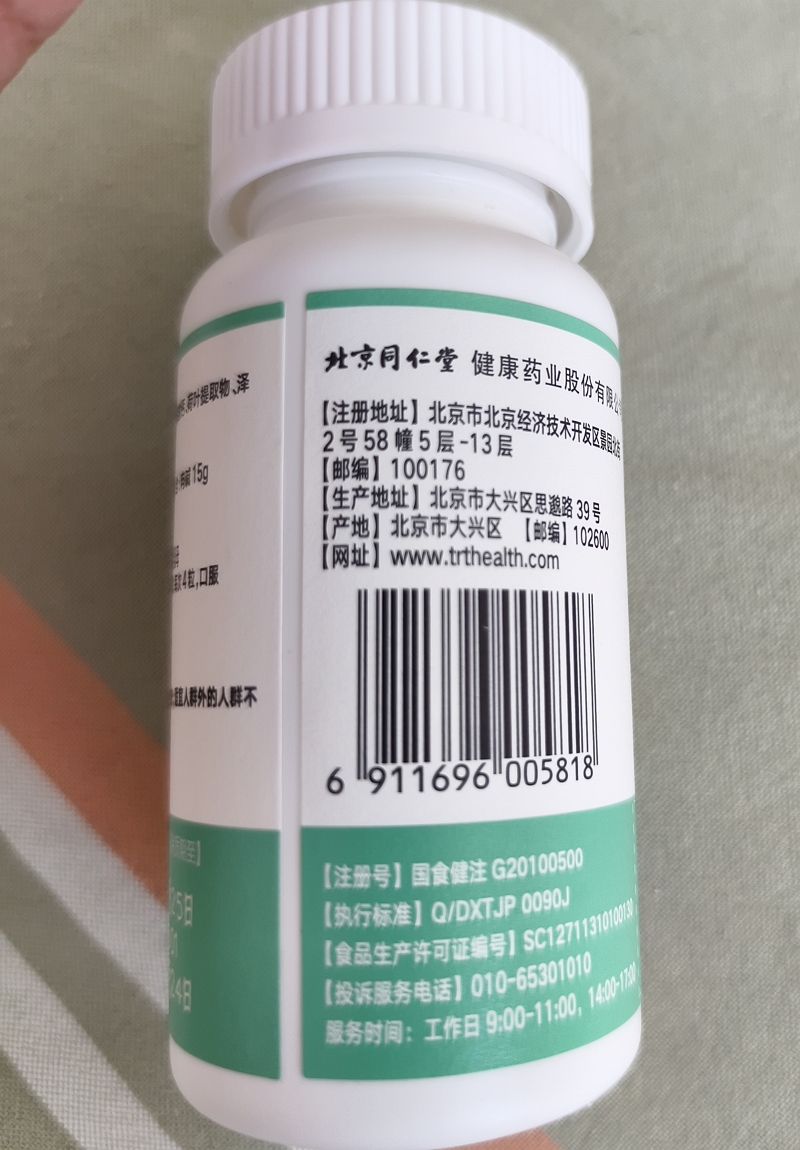 荷叶提取物、泽
15g
4粒,口服
人群外的人群不
北京同仁堂 健康药业股份有限公
【注册地址】北京市北京经济技术开发区景园北街
2号58幢5层-13层
【邮编】100176
【生产地址】北京市大兴区思邈路39号
【产地】北京市大兴区 【邮编】102600
【网址】www.trthealth.com
6 911696 005818
【注册号】国食健注 G20100500
【执行标准】Q/DXTJP 0090J
【食品生产许可证编号】SC12711310100130
【投诉服务电话】010-65301010
服务时间：工作日 9:00-11:00, 14:00-17:00